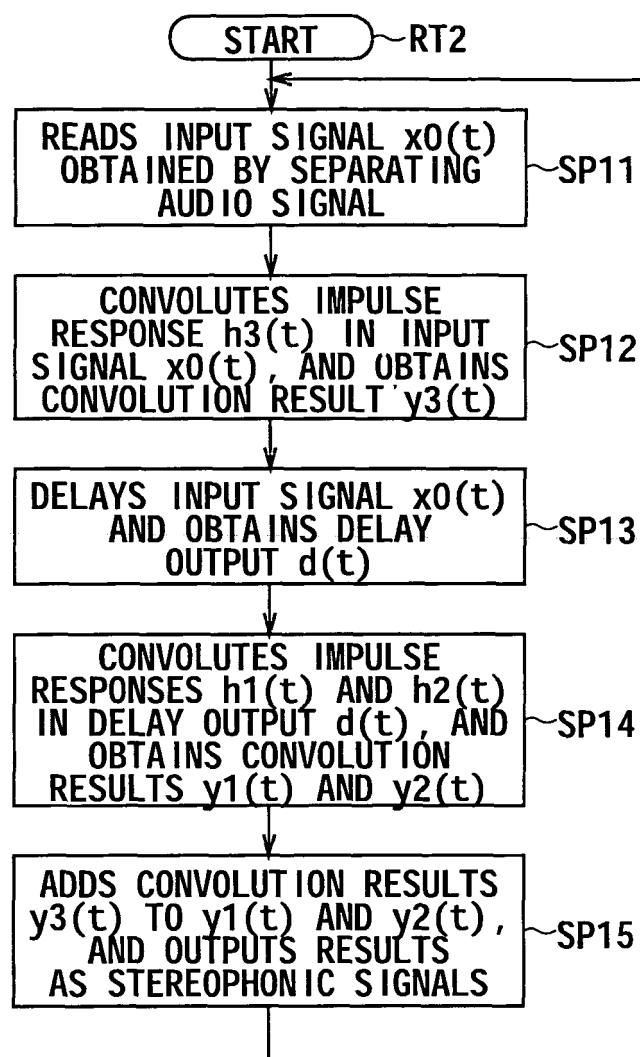 START
RT2
READS INPUT SIGNAL x0(t)
OBTAINED BY SEPARATING
AUDIO SIGNAL
SP11
CONVOLUTES IMPULSE
RESPONSE h3(t) IN INPUT
SIGNAL x0(t), AND OBTAINS
CONVOLUTION RESULT y3(t)
SP12
DELAYS INPUT SIGNAL x0(t)
AND OBTAINS DELAY
OUTPUT d(t)
SP13
CONVOLUTES IMPULSE
RESPONSES h1(t) AND h2(t)
IN DELAY OUTPUT d(t), AND
OBTAINS CONVOLUTION
RESULTS y1(t) AND y2(t)
SP14
ADDS CONVOLUTION RESULTS
y3(t) TO y1(t) AND y2(t),
AND OUTPUTS RESULTS
AS STEREOPHONIC SIGNALS
SP15